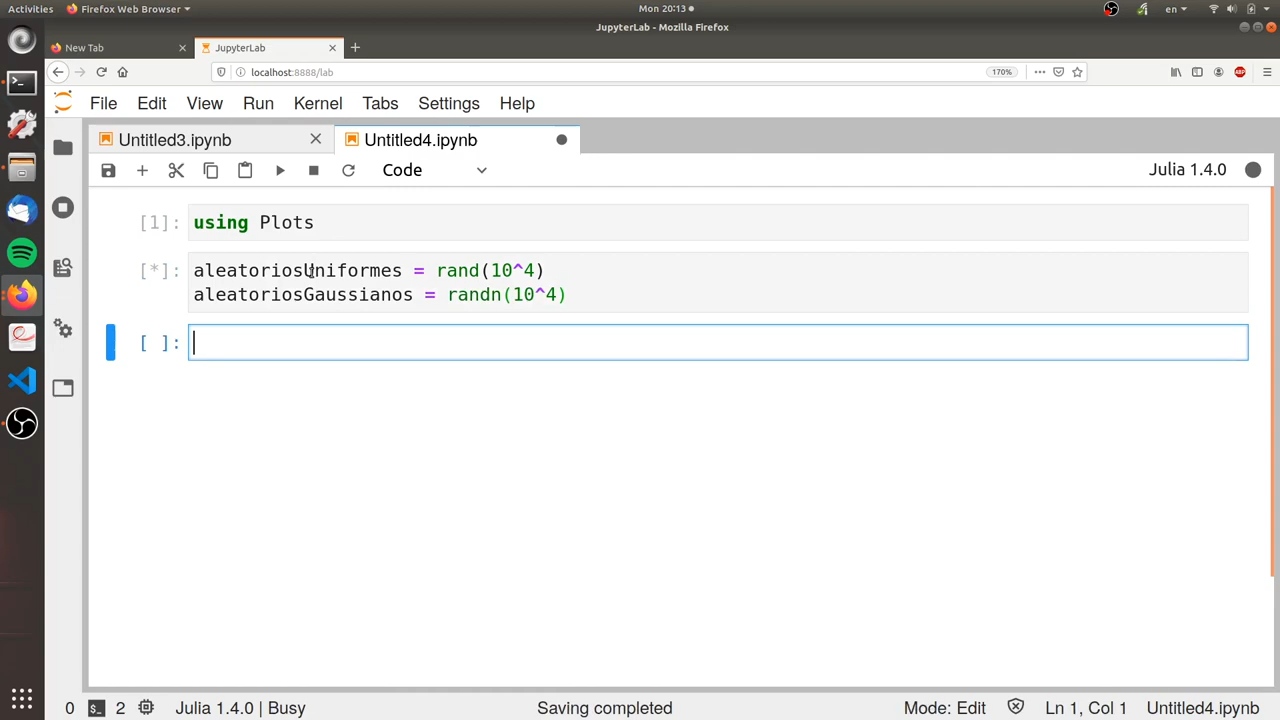 Activities Firefox Web Browser Mon 20:13 en
JupyterLab - Mozilla Firefox
New Tab JupyterLab
localhost:8888/lab 170% ABP
File Edit View Run Kernel Tabs Settings Help
Untitled3.ipynb Untitled4.ipynb
Code Julia 1.4.0
[1]: using Plots
[*]: aleatoriosUniformes = rand(10^4)
aleatoriosGaussianos = randn(10^4)
[ ]:
0 $_ 2 Julia 1.4.0 | Busy Saving completed Mode: Edit Ln 1, Col 1 Untitled4.ipynb